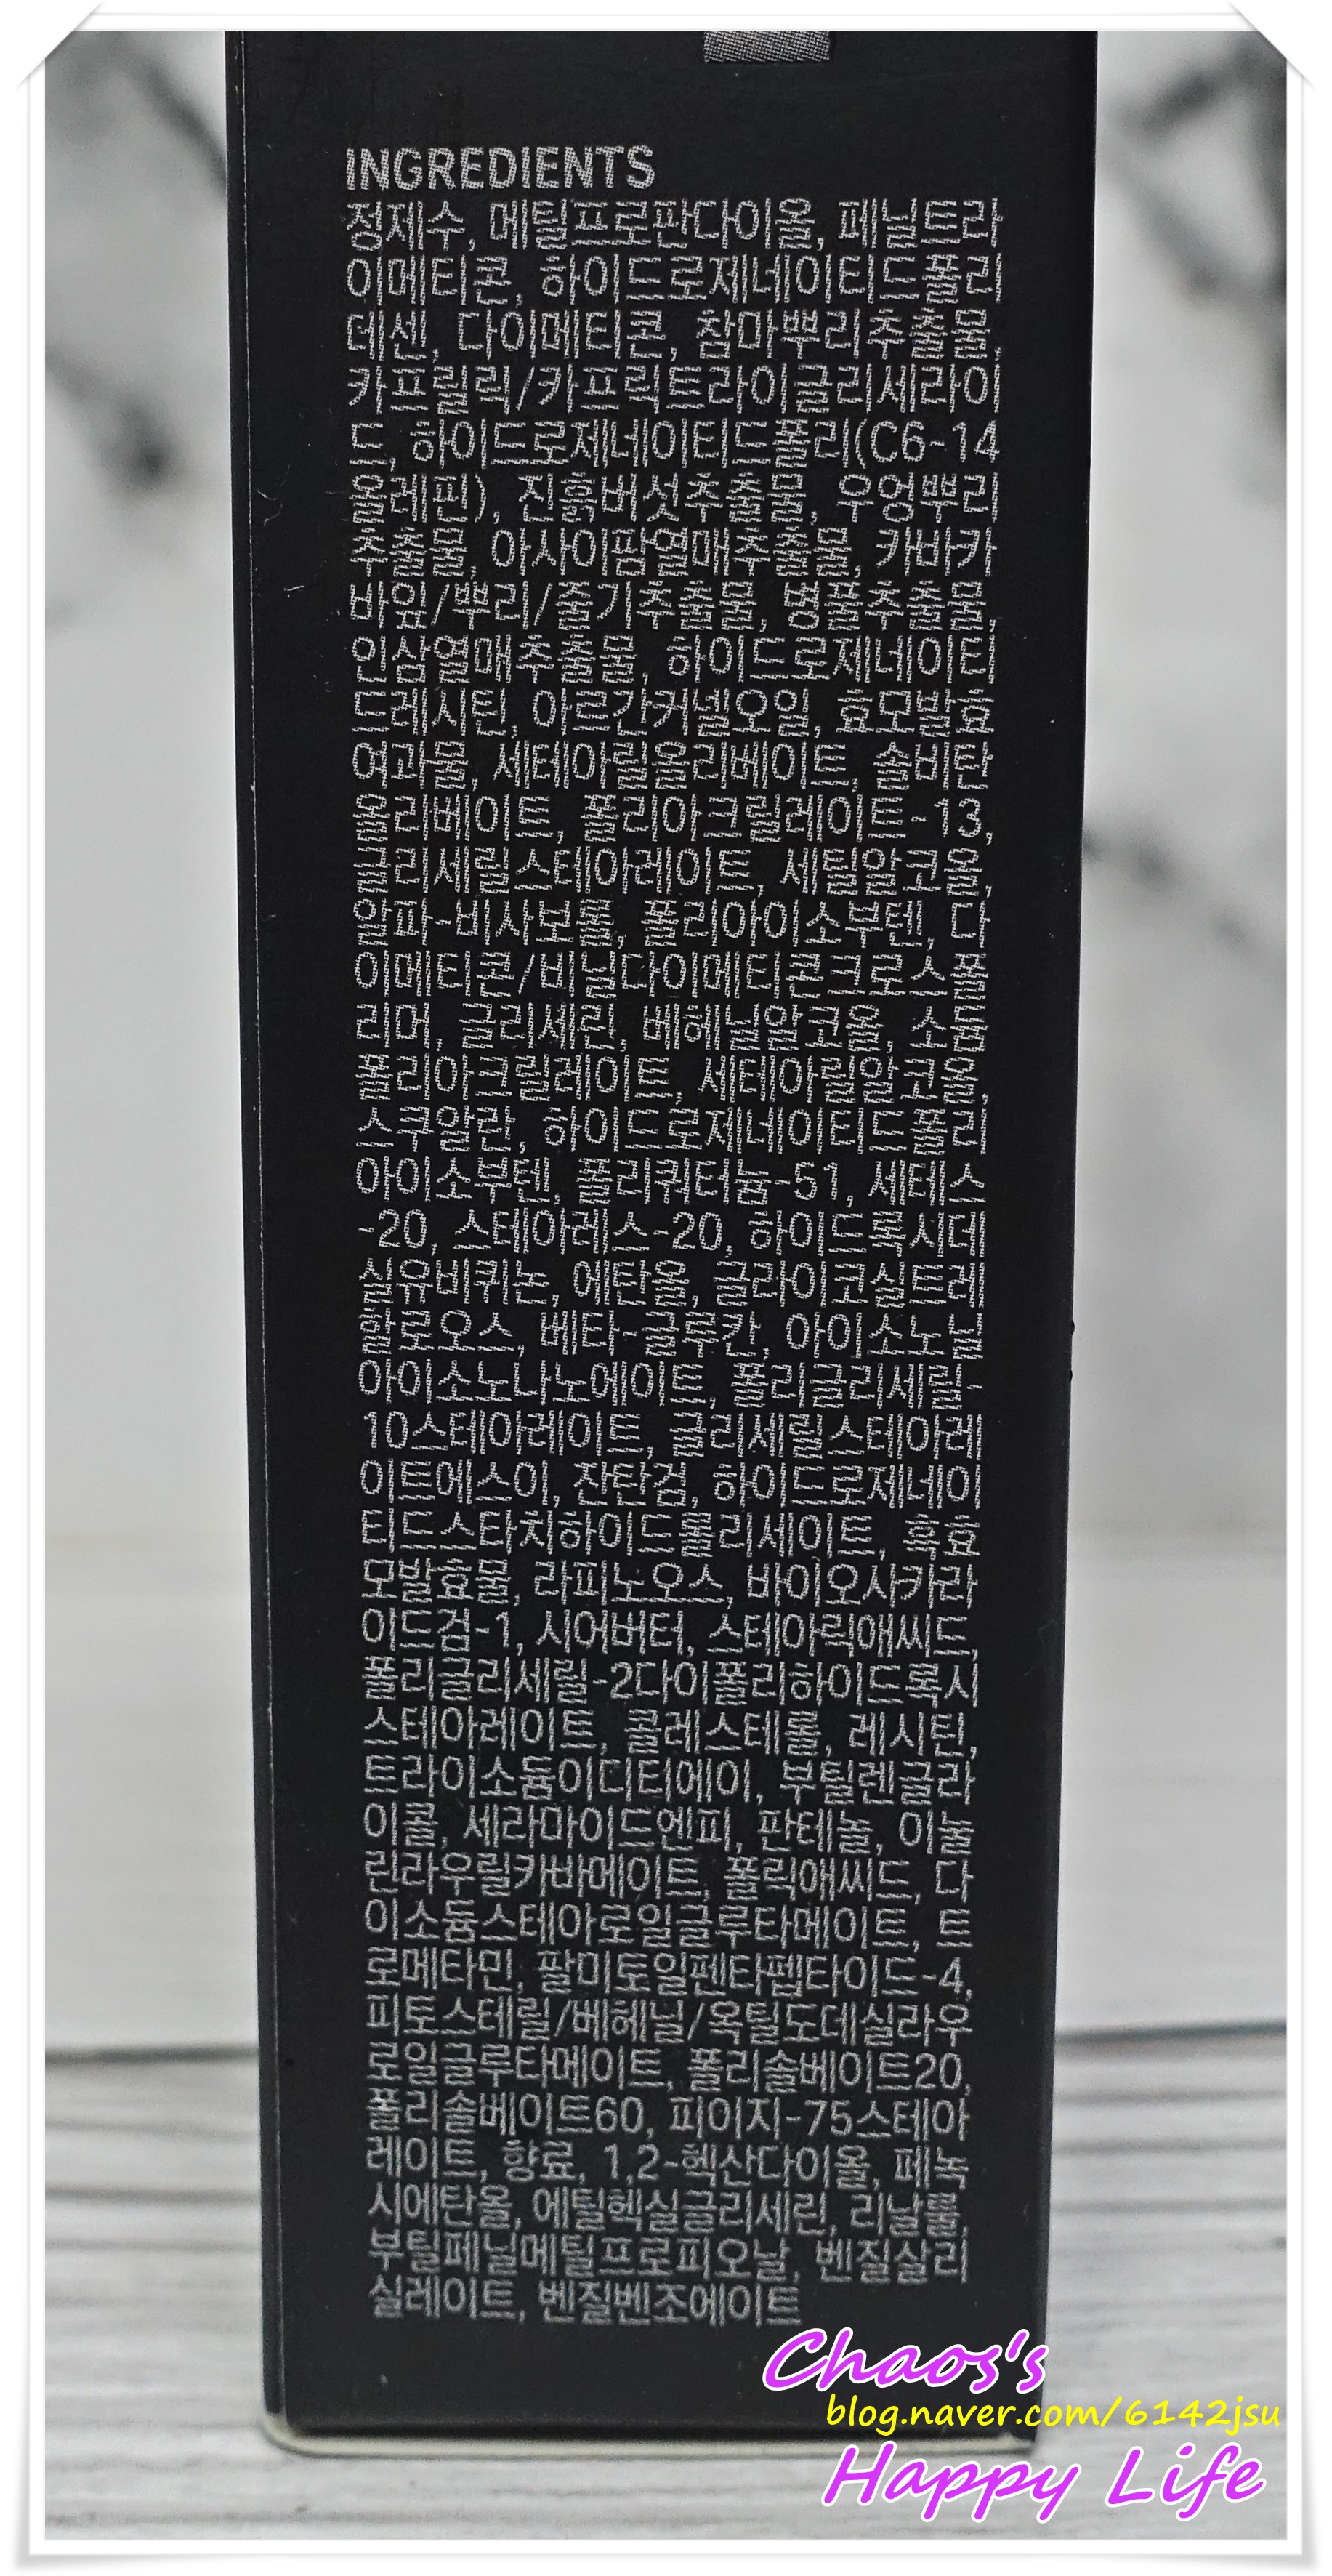 INGREDIENTS
정제수, 메틸프로판다이올, 페닐트라
이메티콘, 하이드로제네이티드폴리
데센, 다이메티콘, 참마뿌리추출물,
카프릴릭/카프릭트라이글리세라이
드, 하이드로제네이티드폴리(C6-14
올레핀), 진흙버섯추출물, 우엉뿌리
추출물, 아사이팜열매추출물, 카바카
바잎/뿌리/줄기추출물, 병풀추출물,
인삼열매추출물, 하이드로제네이티
드레시틴, 아르간커넬오일, 효모발효
여과물, 세테아릴올리베이트, 솔비탄
올리베이트, 폴리아크릴레이트-13,
글리세릴스테아레이트, 세틸알코올,
알파-비사보롤, 폴리아이소부텐, 다
이메티콘/비닐다이메티콘크로스폴
리머, 글리세린, 베헤닐알코올, 소듐
폴리아크릴레이트, 세테아릴알코올,
스쿠알란, 하이드로제네이티드폴리
아이소부텐, 폴리쿼터늄-51, 세테스
-20, 스테아레스-20, 하이드록시데
실유비퀴논, 에탄올, 글라이코실트레
할로오스, 베타-글루칸, 아이소노닐
아이소노나노에이트, 폴리글리세릴-
10스테아레이트, 글리세릴스테아레
이트에스이, 잔탄검, 하이드로제네이
티드스타치하이드롤리세이트, 흑효
모발효물, 라피노오스, 바이오사카라
이드검-1, 시어버터, 스테아릭애씨드,
폴리글리세릴-2다이폴리하이드록시
스테아레이트, 콜레스테롤, 레시틴,
트라이소듐이디티에이, 부틸렌글라
이콜, 세라마이드엔피, 판테놀, 이눌
린라우릴카바메이트, 폴릭애씨드, 다
이소듐스테아로일글루타메이트, 트
로메타민, 팔미토일펜타펩타이드-4,
피토스테릴/베헤닐/옥틸도데실라우
로일글루타메이트, 폴리솔베이트20,
폴리솔베이트60, 피이지-75스테아
레이트, 향료, 1,2-헥산다이올, 페녹
시에탄올, 에틸헥실글리세린, 리날룰,
부틸페닐메틸프로피오날, 벤질살리
실레이트, 벤질벤조에이트
Chaos's
blog.naver.com/6142jsu
Happy Life